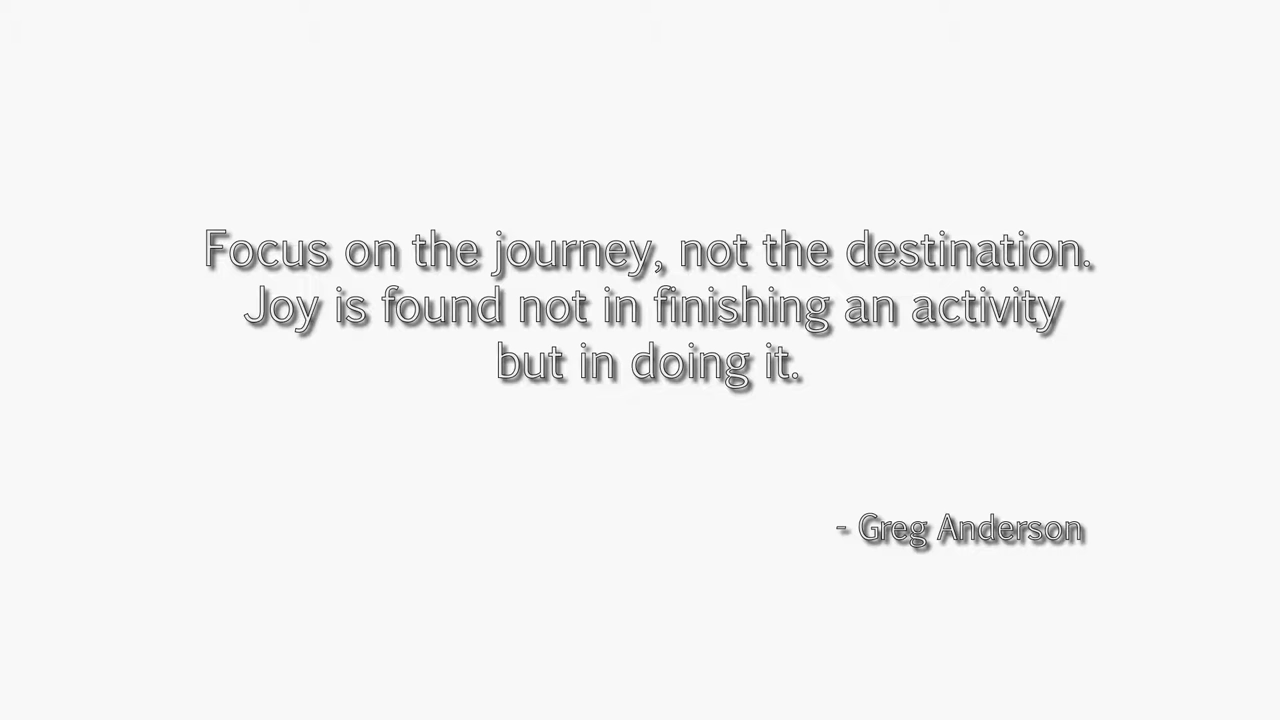 Focus on the journey, not the destination.
Joy is found not in finishing an activity
but in doing it.
- Greg Anderson